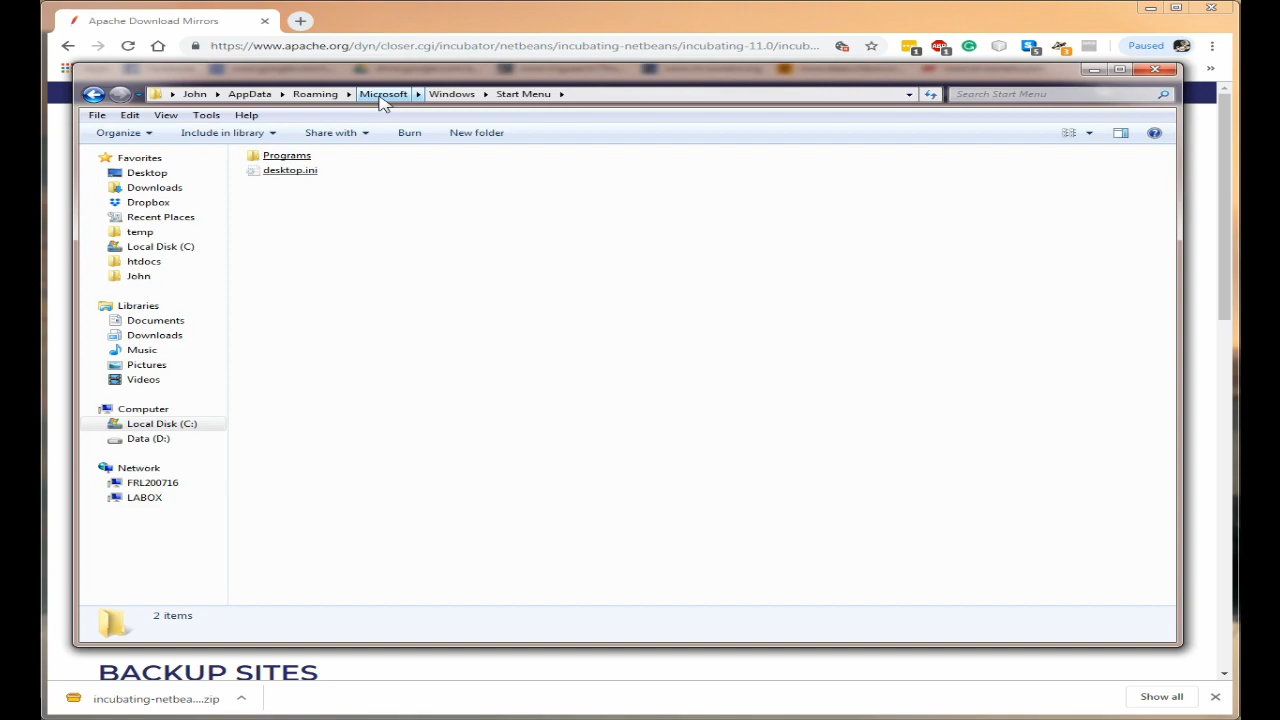 Apache Download Mirrors
https://www.apache.org/dyn/closer.cgi/incubator/netbeans/incubating-netbeans/incubating-11.0/incub...
1
1
5
3
Paused
John
AppData
Roaming
Microsoft
Windows
Start Menu
Search Start Menu
File Edit View Tools Help
Organize
Include in library
Share with
Burn
New folder
Favorites
Desktop
Downloads
Dropbox
Recent Places
temp
Local Disk (C)
htdocs
John
Libraries
Documents
Downloads
Music
Pictures
Videos
Computer
Local Disk (C:)
Data (D:)
Network
FRL200716
LABOX
Programs
desktop.ini
2 items
BACKUP SITES
incubating-netbea....zip
Show all